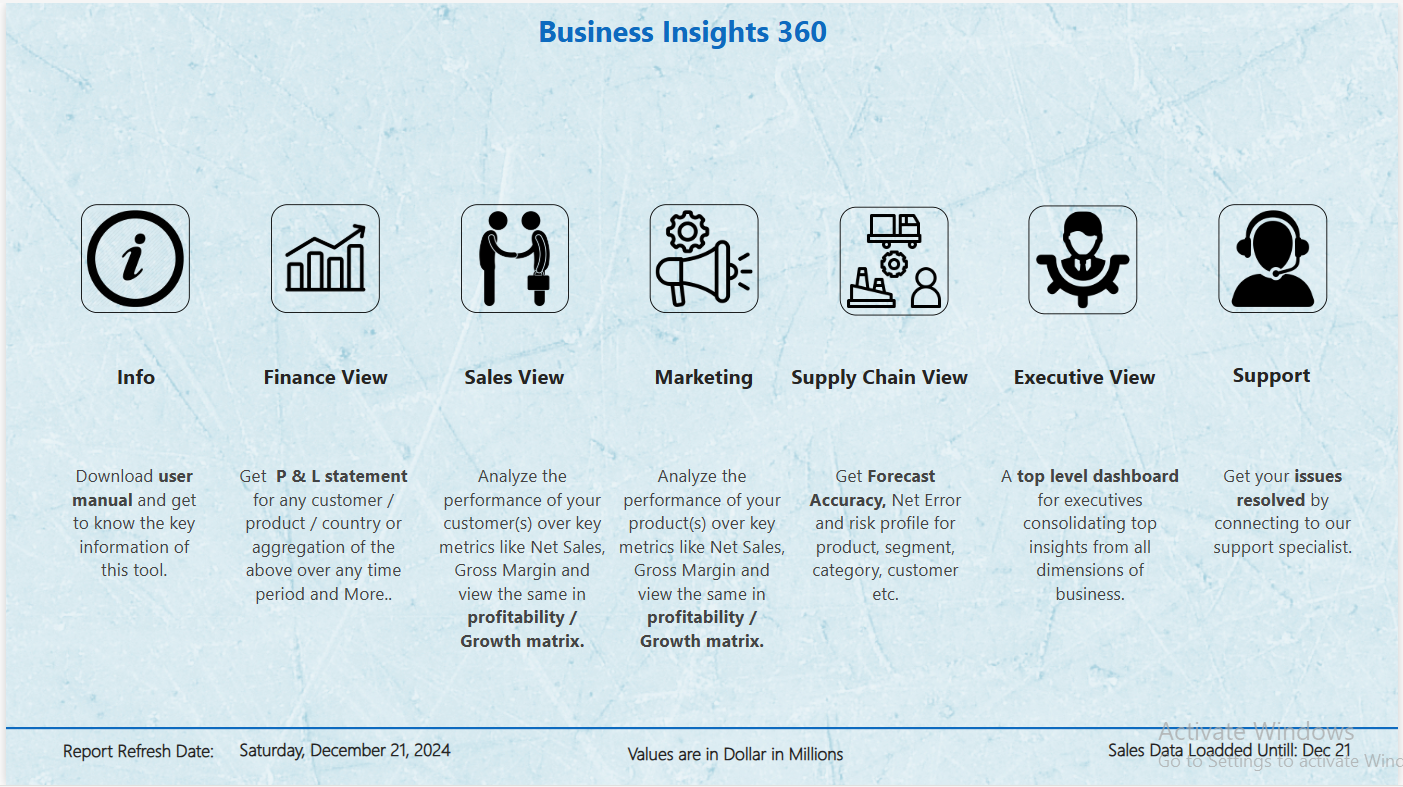 Business Insights 360
Info
Finance View
Sales View
Marketing
Supply Chain View
Executive View
Support
Download user
manual and get
to know the key
information of
this tool.
Get P & L statement
for any customer /
product / country or
aggregation of the
above over any time
period and More..
Analyze the
performance of your
customer(s) over key
metrics like Net Sales,
Gross Margin and
view the same in
profitability /
Growth matrix.
Analyze the
performance of your
product(s) over key
metrics like Net Sales,
Gross Margin and
view the same in
profitability /
Growth matrix.
Get Forecast
Accuracy, Net Error
and risk profile for
product, segment,
category, customer
etc.
A top level dashboard
for executives
consolidating top
insights from all
dimensions of
business.
Get your issues
resolved by
connecting to our
support specialist.
Report Refresh Date: Saturday, December 21, 2024
Values are in Dollar in Millions
Sales Data Loadded Untill: Dec 21
Activate Windows
Go to Settings to activate Wind